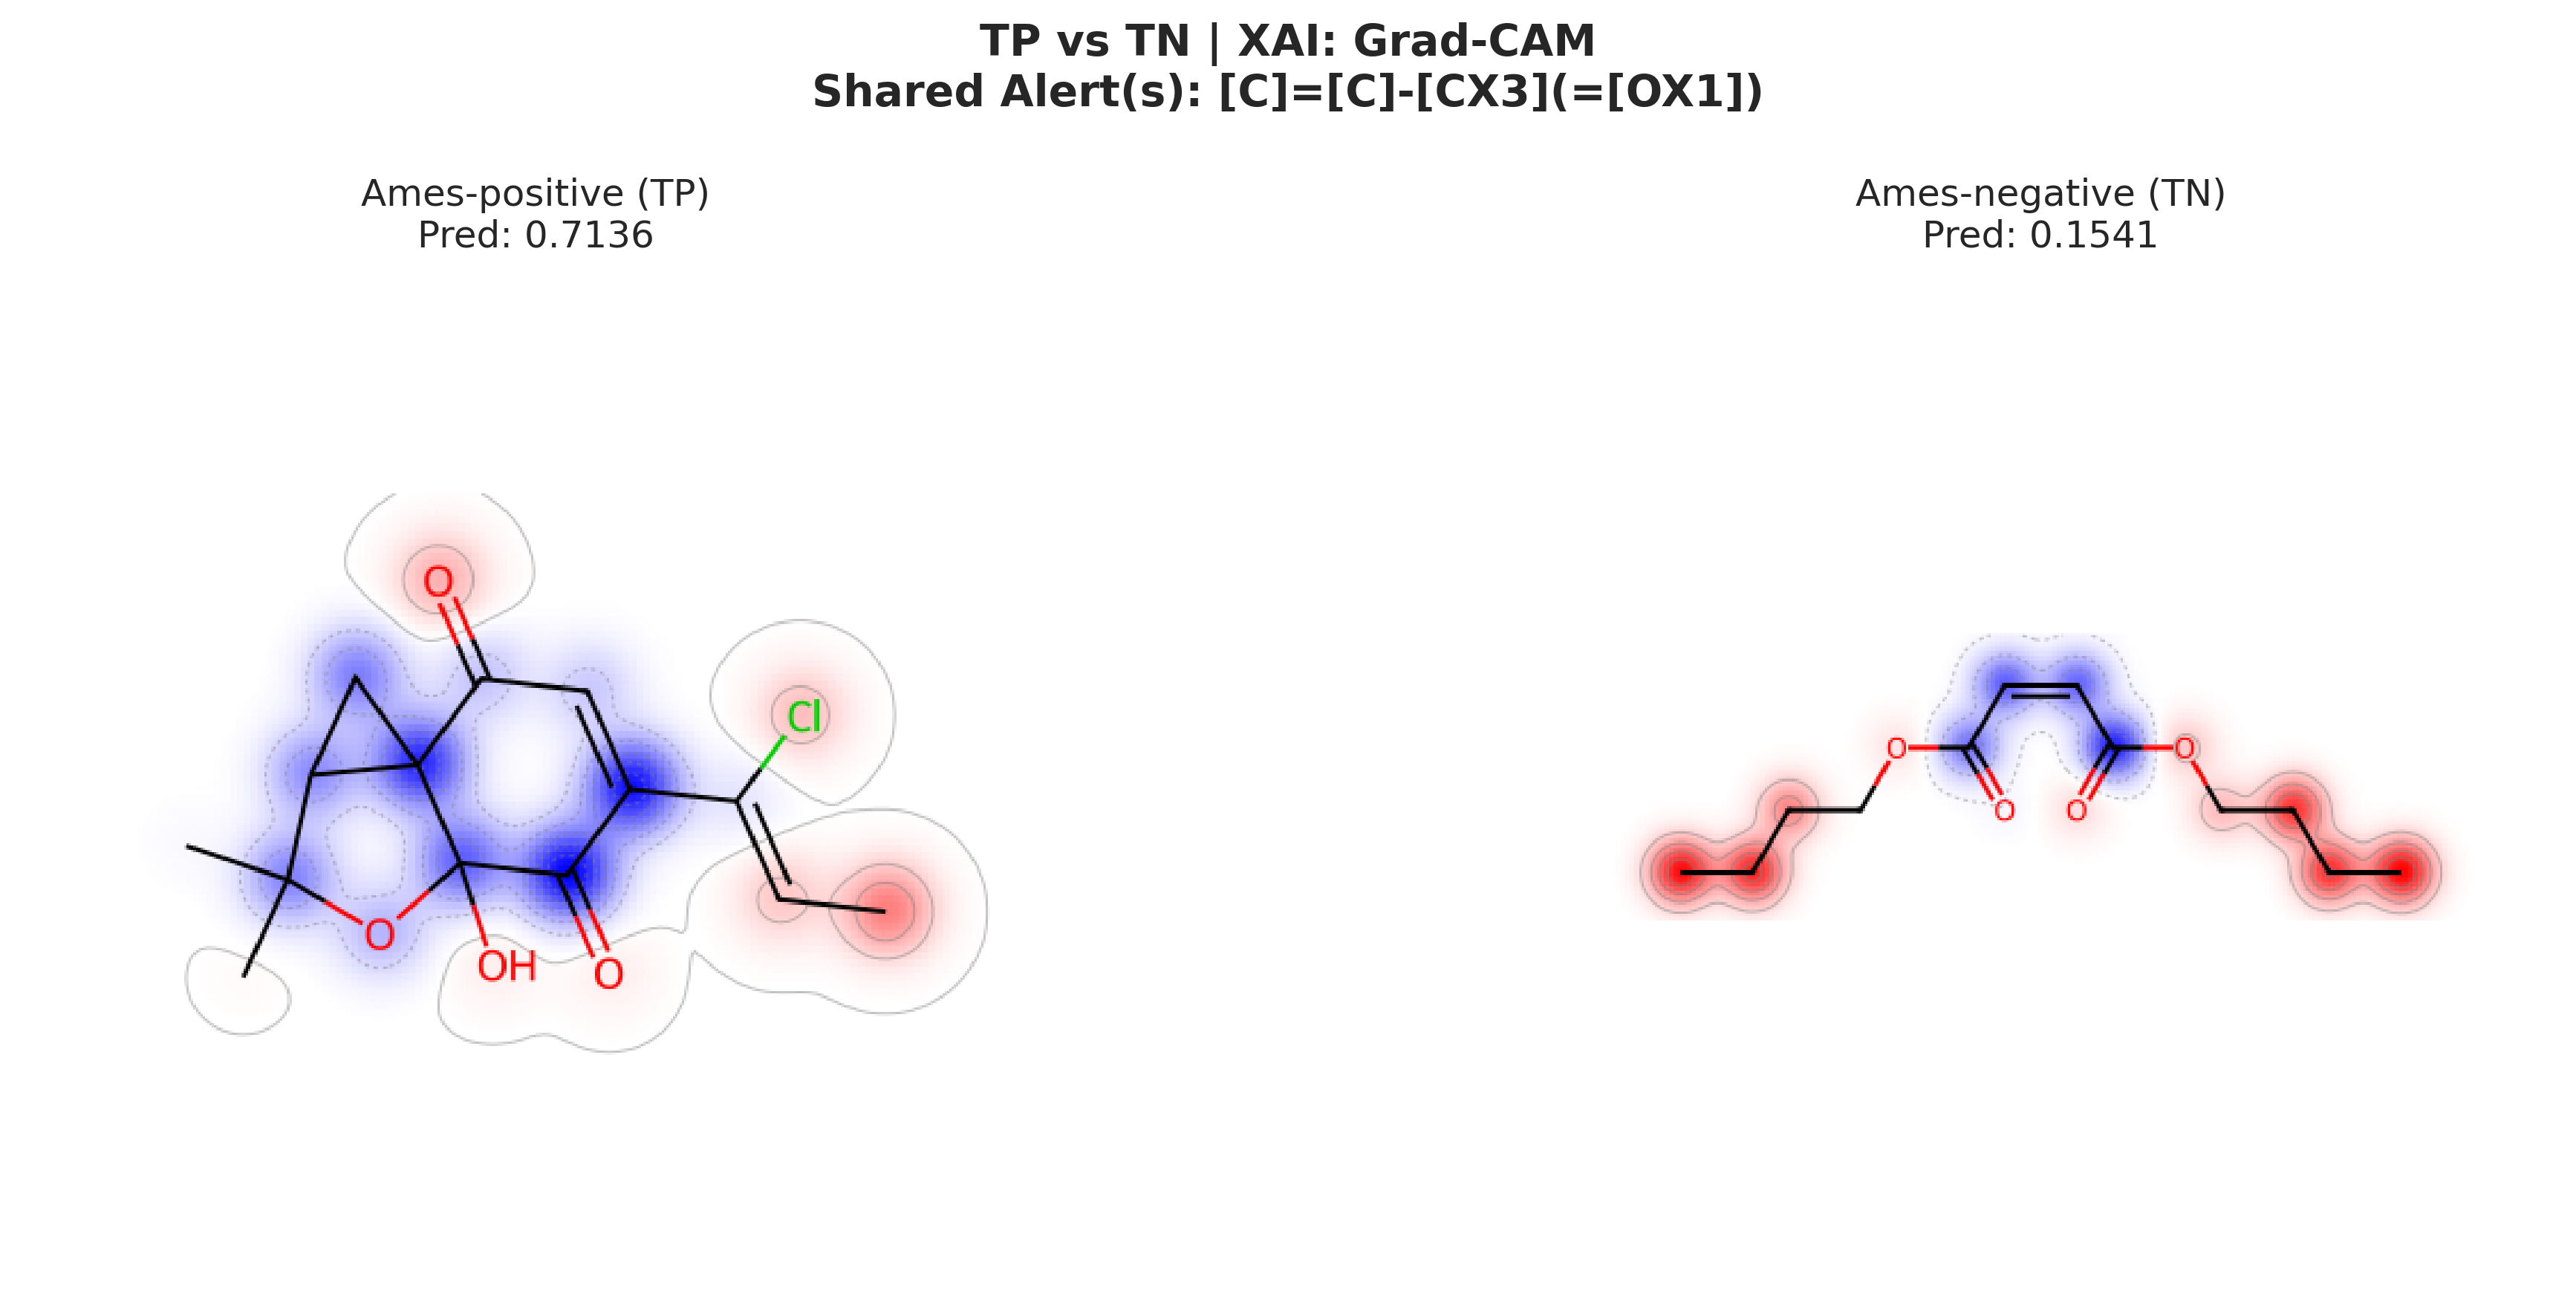 TP vs TN | XAI: Grad-CAM
Shared Alert(s): [C]=[C]-[CX3](=[OX1])
Ames-positive (TP)
Pred: 0.7136
Ames-negative (TN)
Pred: 0.1541
O
Cl
O
OH
O
O
O
O
O